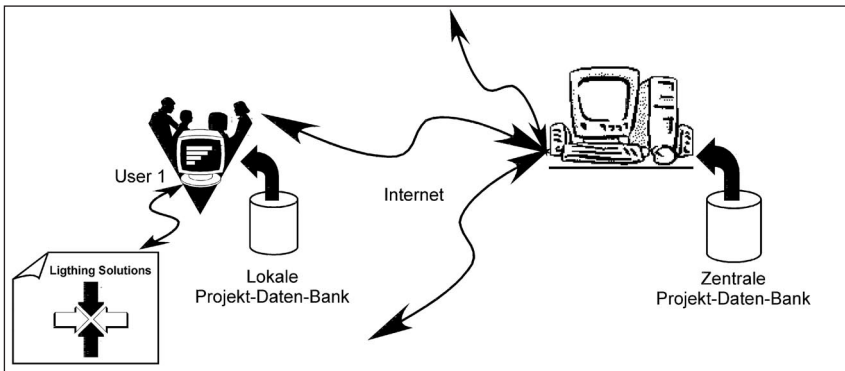 User 1
Internet
Ligthing Solutions
Lokale
Projekt-Daten-Bank
Zentrale
Projekt-Daten-Bank